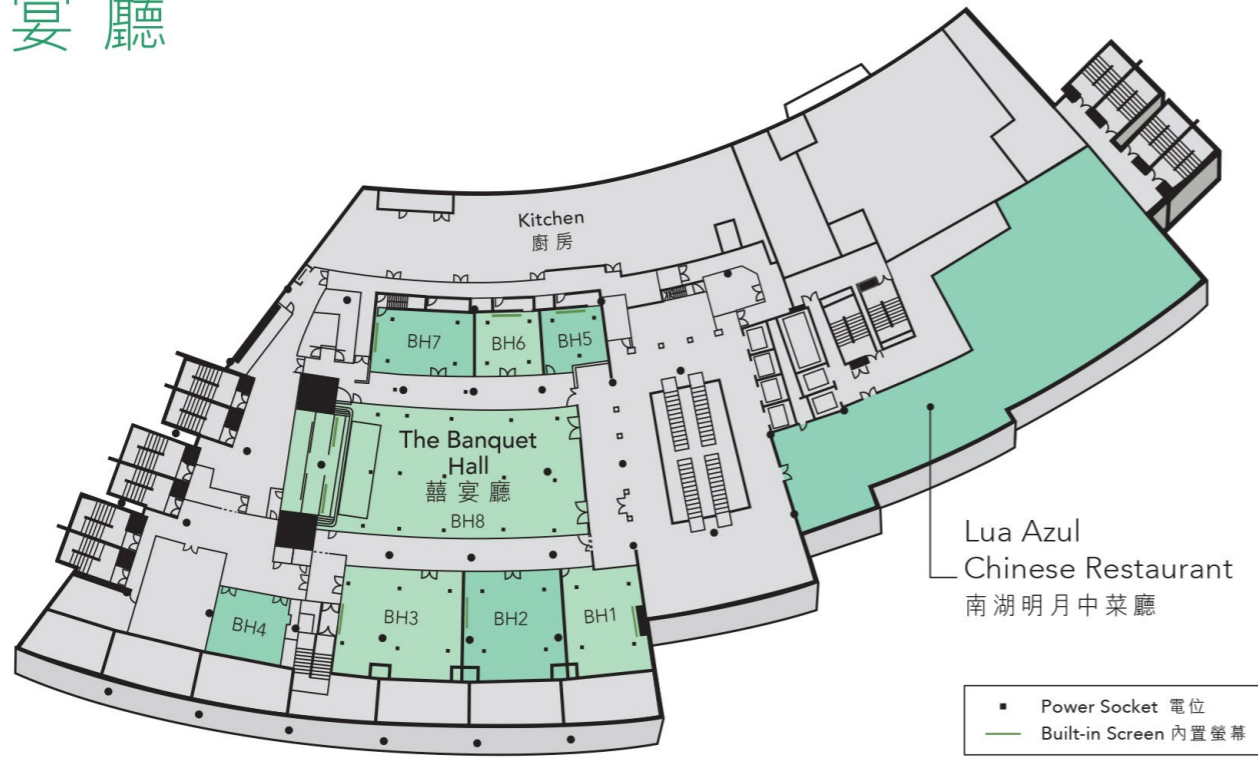 宴廳
Kitchen
廚房
BH7
BH6
BH5
The Banquet
Hall
囍宴廳
BH8
BH4
BH3
BH2
BH1
Lua Azul
Chinese Restaurant
南湖明月中菜廳
Power Socket 電位
Built-in Screen 內置螢幕